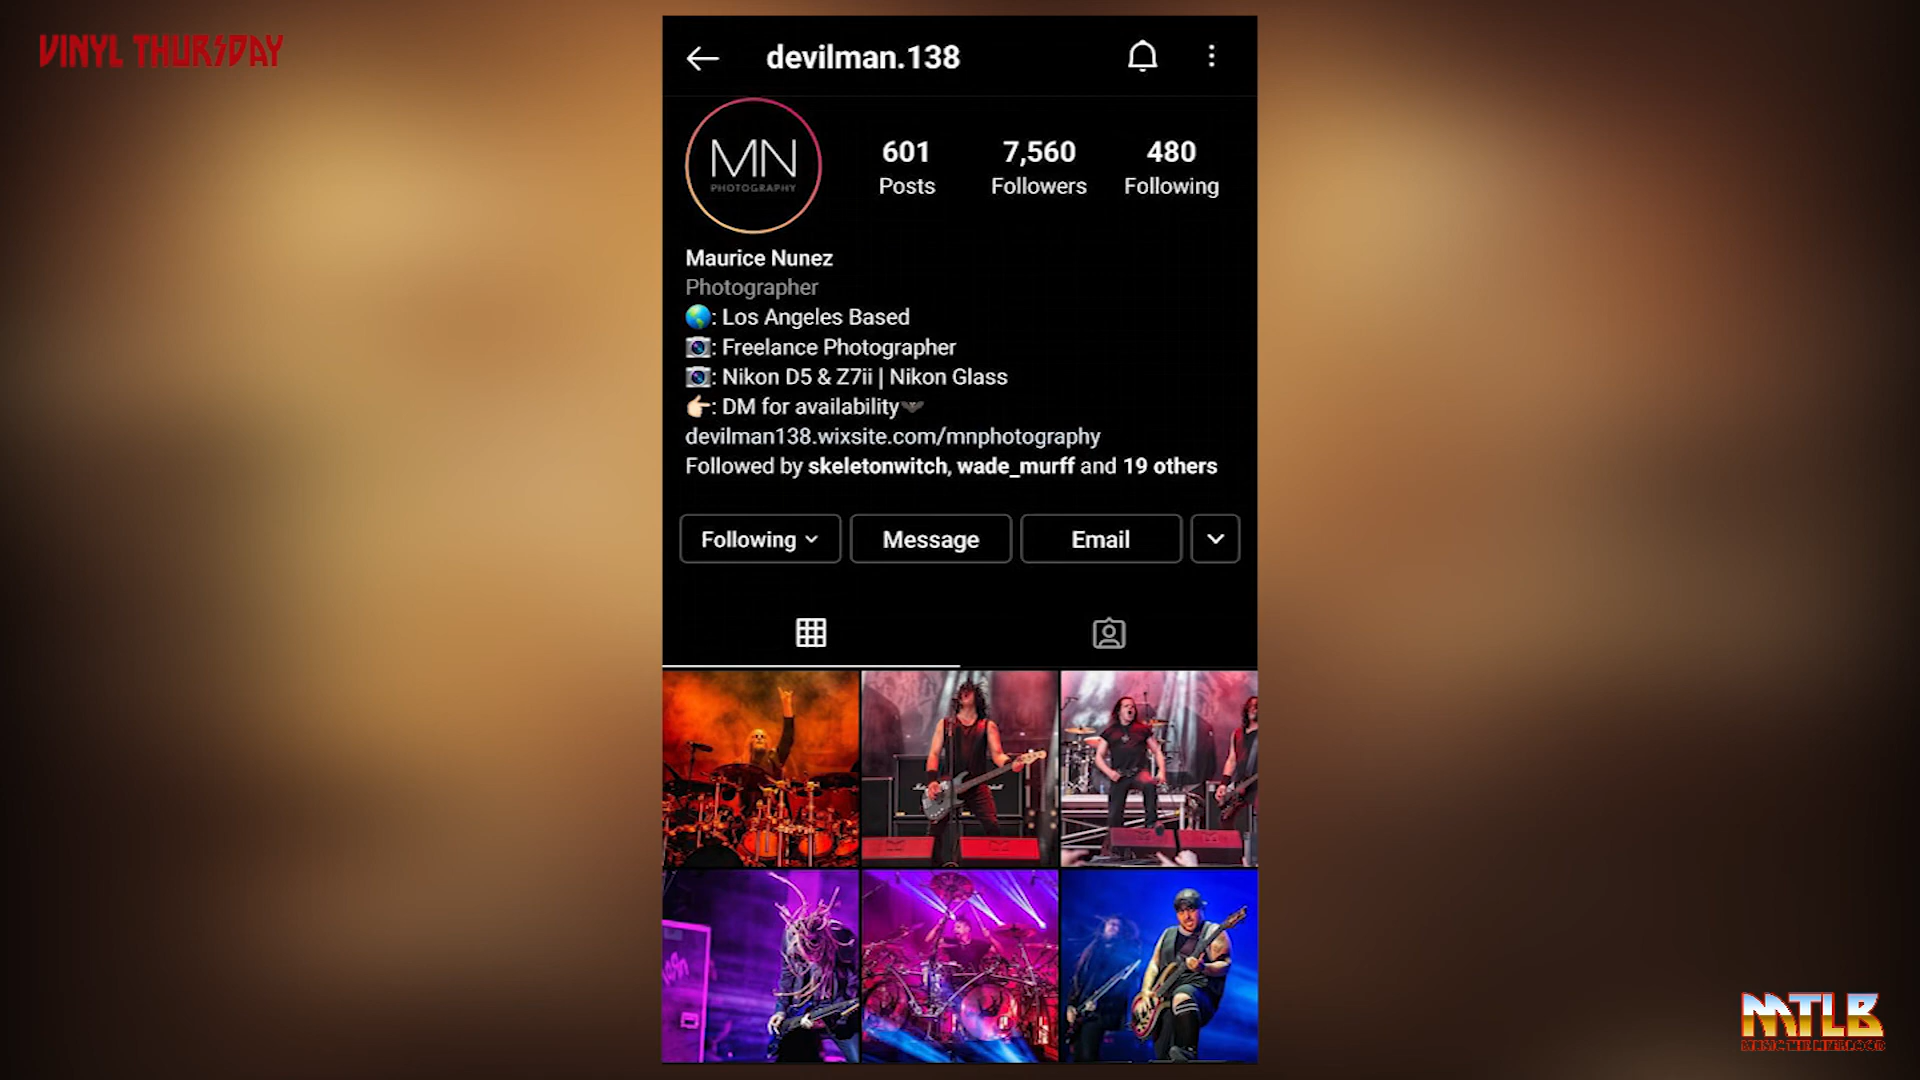 VINYL THURSDAY
devilman.138
MN
PHOTOGRAPHY
601
Posts
7,560
Followers
480
Following
Maurice Nunez
Photographer
: Los Angeles Based
: Freelance Photographer
: Nikon D5 & Z7ii | Nikon Glass
: DM for availability
devilman138.wixsite.com/mnphotography
Followed by skeletonwitch, wade_murff and 19 others
Following
Message
Email
MTLB